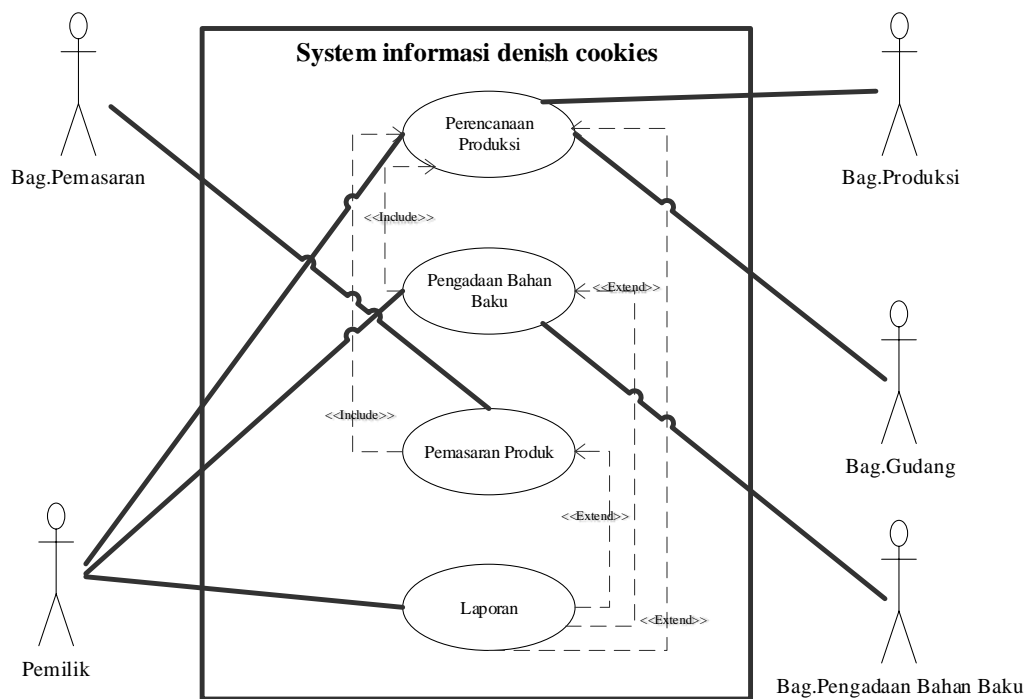 System informasi denish cookies
Perencanaan
Produksi
Bag.Pemasaran
Bag.Produksi
<<Include>>
Pengadaan Bahan
Baku
<<Extend>>
<<Include>>
Pemasaran Produk
Bag.Gudang
<<Extend>>
Laporan
<<Extend>>
Pemilik
Bag.Pengadaan Bahan Baku